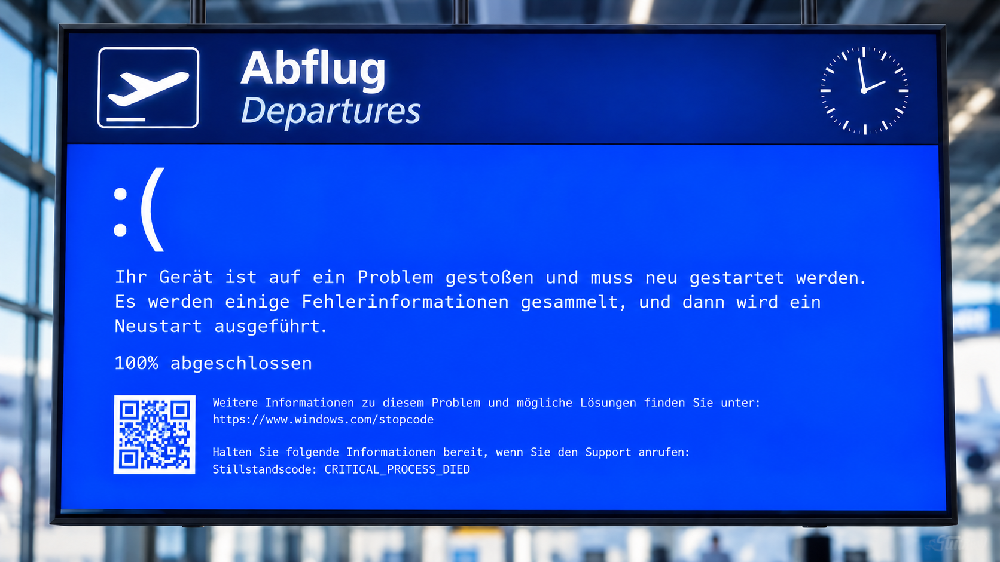 Abflug
Departures
:(
Ihr Gerät ist auf ein Problem gestoßen und muss neu gestartet werden.
Es werden einige Fehlerinformationen gesammelt, und dann wird ein
Neustart ausgeführt.
100% abgeschlossen
Weitere Informationen zu diesem Problem und mögliche Lösungen finden Sie unter:
https://www.windows.com/stopcode
Halten Sie folgende Informationen bereit, wenn Sie den Support anrufen:
Stillstandscode: CRITICAL_PROCESS_DIED